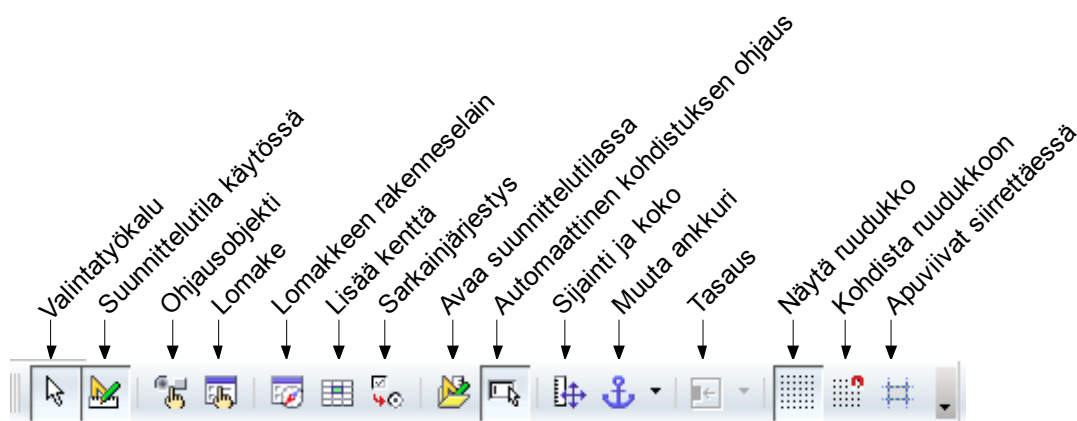 Valintatyökalu
Suunnittelutila käytössä
Ohjausobjekti
Lomake
Lomakkeen rakenneselain
Lisää kenttä
Sarkainjärjestys
Avaa suunnittelutilassa
Automaattinen kohdistuksen ohjaus
Sijainti ja koko
Muuta ankkuri
Tasaus
Näytä ruudukko
Kohdista ruudukkoon
Apuviivat siirrettäessä